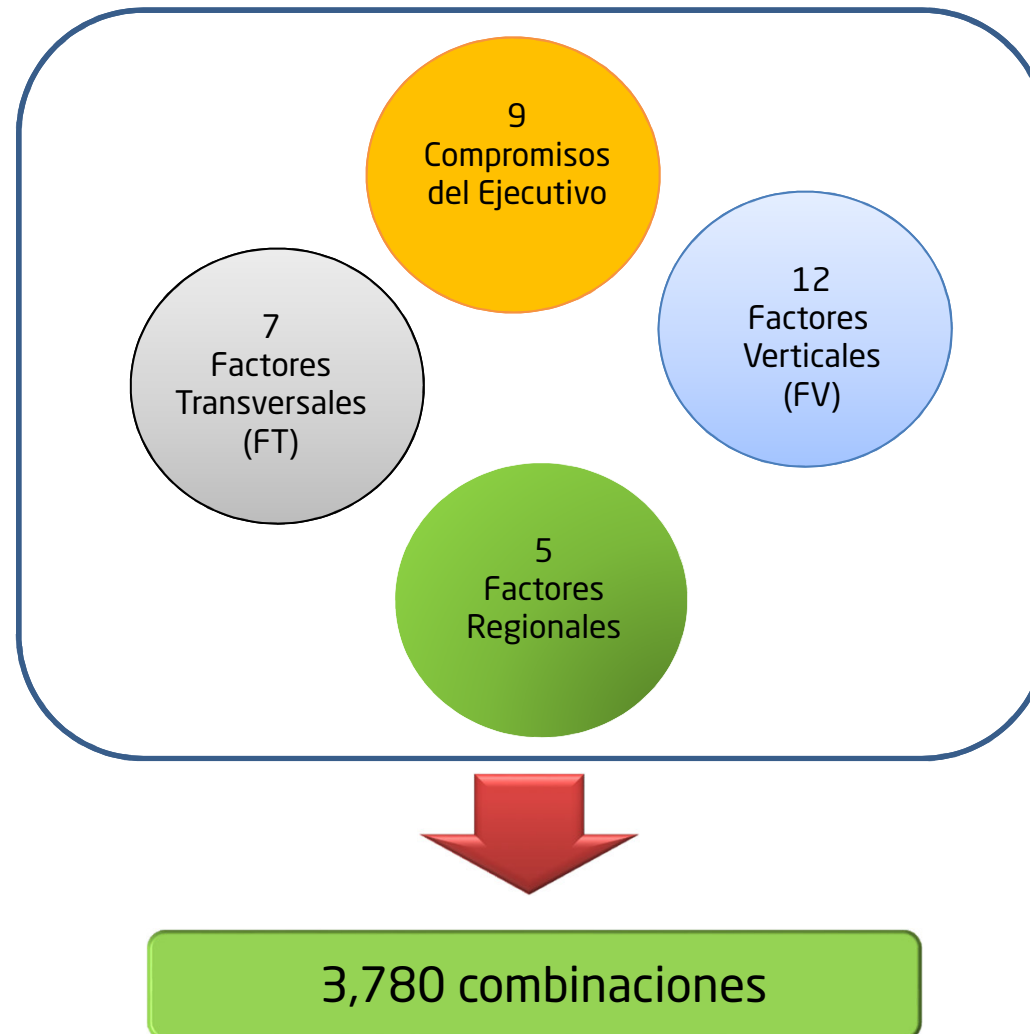 9
Compromisos
del Ejecutivo
12
Factores
Verticales
(FV)
7
Factores
Transversales
(FT)
5
Factores
Regionales
3,780 combinaciones